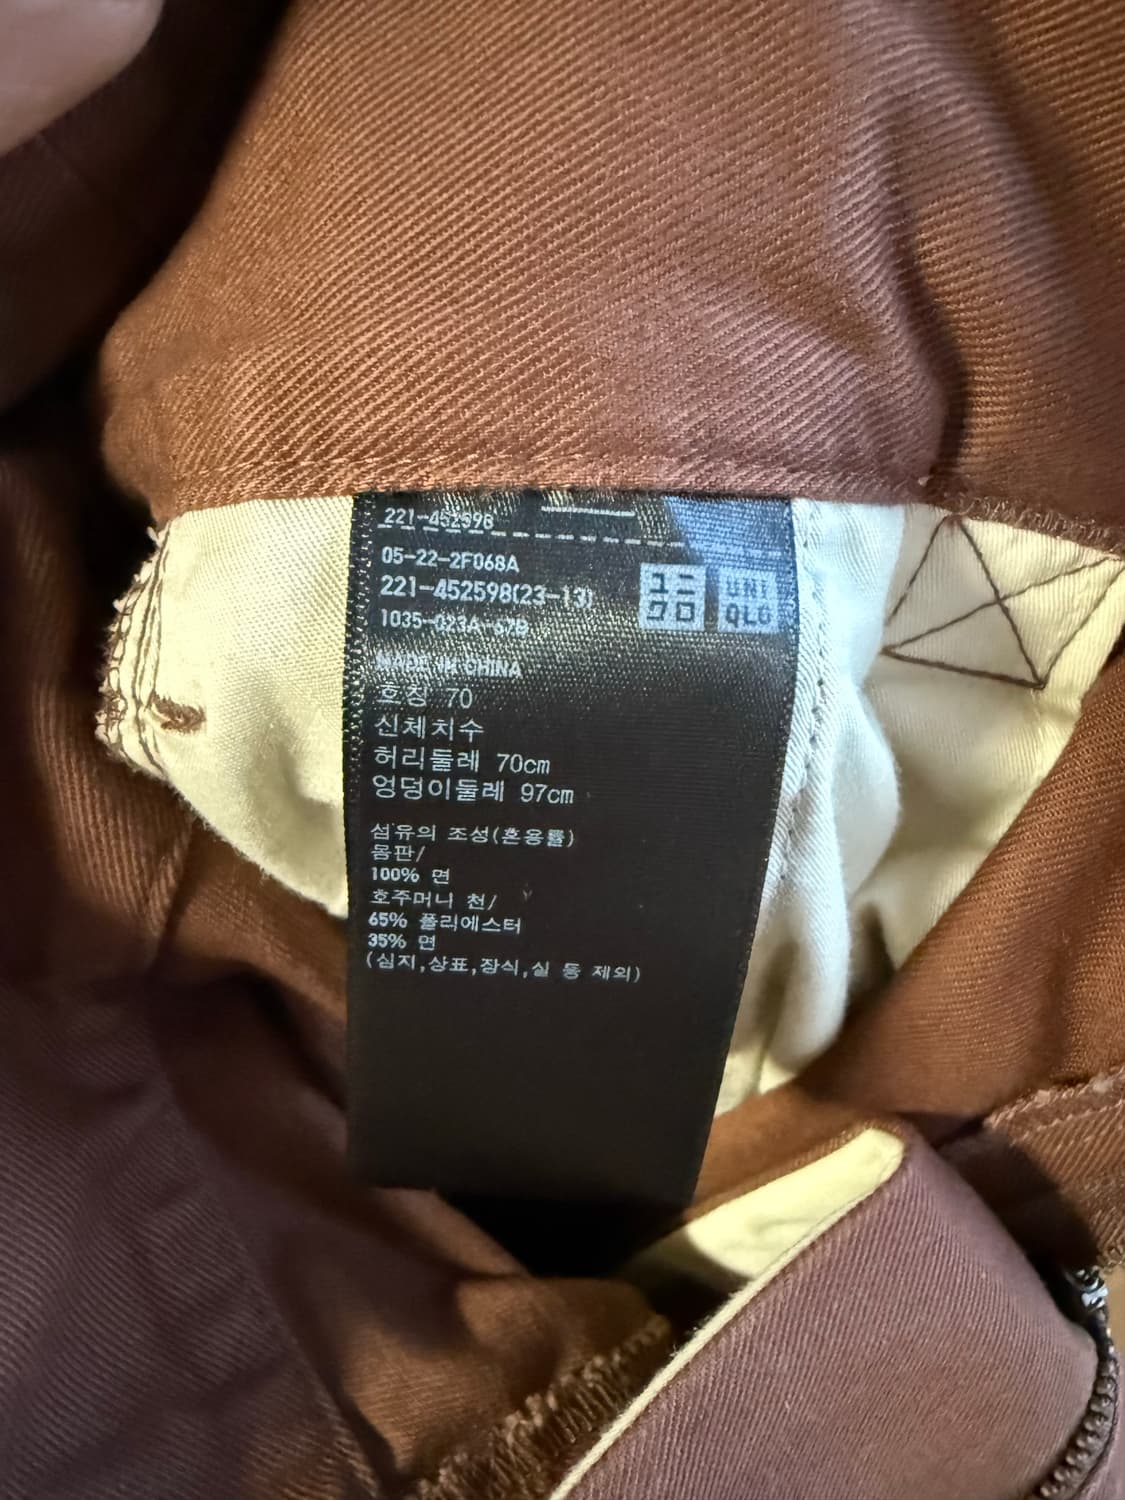 221-452598
05-22-2F068A
221-452598(23-13)
1035-023A-67B
ユニ
クロ
UNI
QLO
MADE IN CHINA
호칭 70
신체치수
허리둘레 70cm
엉덩이둘레 97cm
섬유의 조성(혼용률)
몸판/
100% 면
호주머니 천/
65% 폴리에스터
35% 면
(심지,상표,장식,실 등 제외)